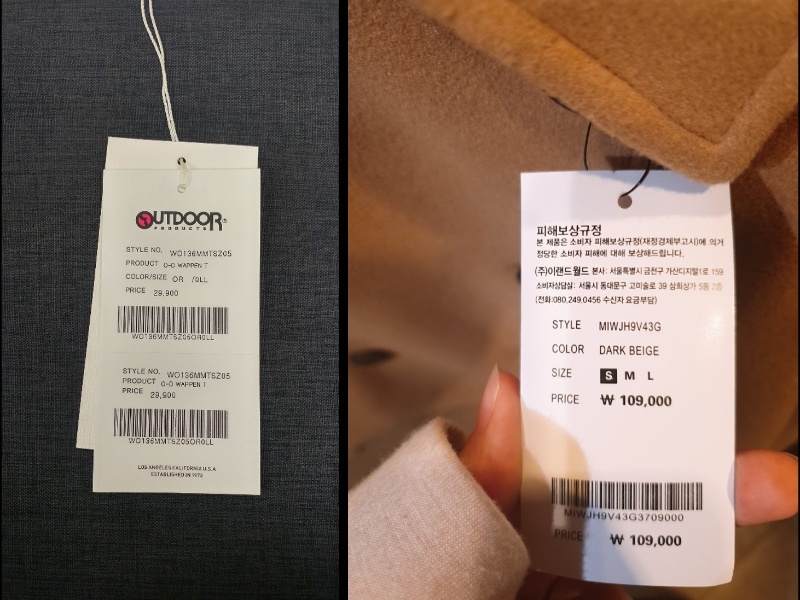 OUTDOOR®
PRODUCTS
STYLE NO. WO136MMTSZ05
PRODUCT O-D WAPPEN T
COLOR/SIZE OR /0LL
PRICE 29,900
WO136MMTSZ05OR0LL
STYLE NO. WO136MMTSZ05
PRODUCT O-D WAPPEN T
PRICE 29,900
WO136MMTSZ05OR0LL
LOS ANGELES CALIFORNIA U.S.A
ESTABLISHED IN 1973
피해보상규정
본 제품은 소비자 피해보상규정(재정경제부고시)에 의거
정당한 소비자 피해에 대해 보상해드립니다.
(주)이랜드월드 본사: 서울특별시 금천구 가산디지털1로 159
소비자상담실: 서울시 동대문구 고미술로 39 삼희상가 5동 2층
(전화:080.249.0456 수신자 요금부담)
STYLE MIWJH9V43G
COLOR DARK BEIGE
SIZE S M L
PRICE ₩ 109,000
MIWJH9V43G3709000
PRICE ₩ 109,000